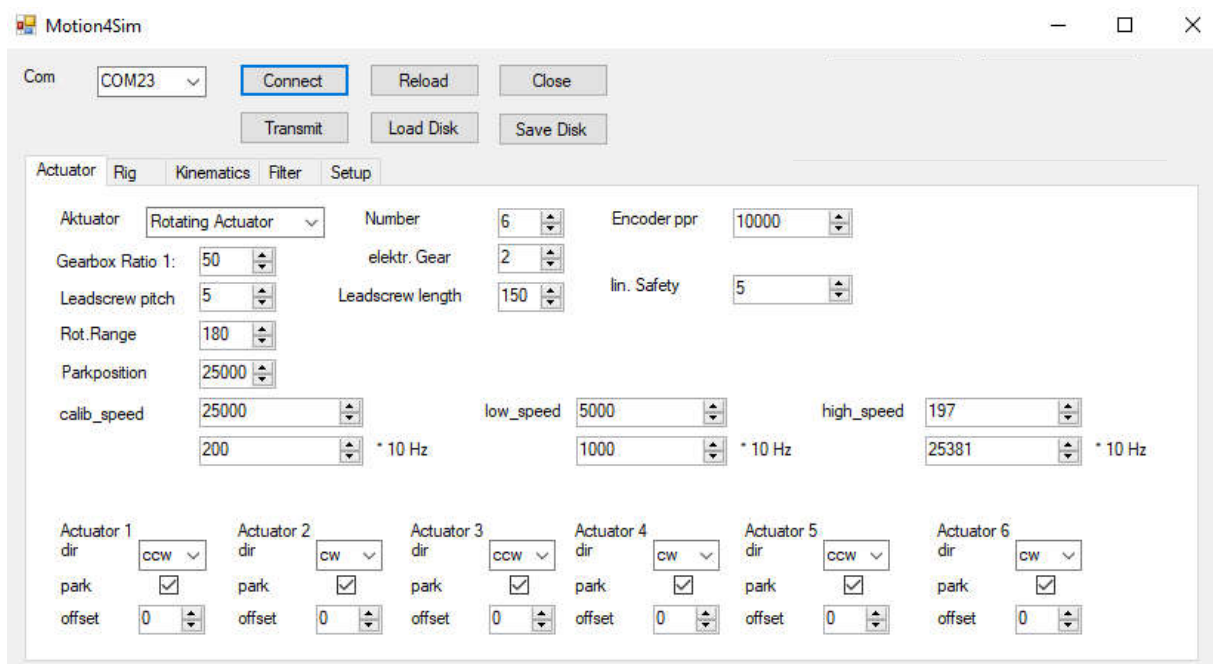 Motion4Sim
Com COM23 Connect Reload Close
Transmit Load Disk Save Disk
Actuator Rig Kinematics Filter Setup
Aktuator Rotating Actuator Number 6 Encoder ppr 10000
Gearbox Ratio 1: 50 elektr. Gear 2
Leadscrew pitch 5 Leadscrew length 150 lin. Safety 5
Rot.Range 180
Parkposition 25000
calib_speed 25000 low_speed 5000 high_speed 197
200 * 10 Hz 1000 * 10 Hz 25381 * 10 Hz
Actuator 1 Actuator 2 Actuator 3 Actuator 4 Actuator 5 Actuator 6
dir ccw dir cw dir ccw dir cw dir ccw dir cw
park park park park park park
offset 0 offset 0 offset 0 offset 0 offset 0 offset 0